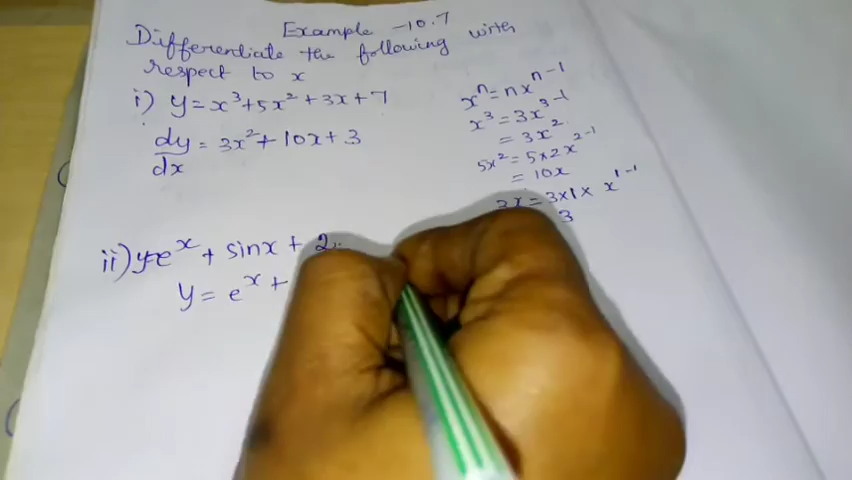 Example -10.7
Differentiate the following with
respect to x
i) y = x³ + 5x² + 3x + 7
dy/dx = 3x² + 10x + 3
xⁿ = nxⁿ⁻¹
x³ = 3x³⁻¹
= 3x²
5x² = 5×2x²⁻¹
= 10x
3x = 3×1× x¹⁻¹
3
ii) y=eˣ + sinx + 2
y = eˣ +